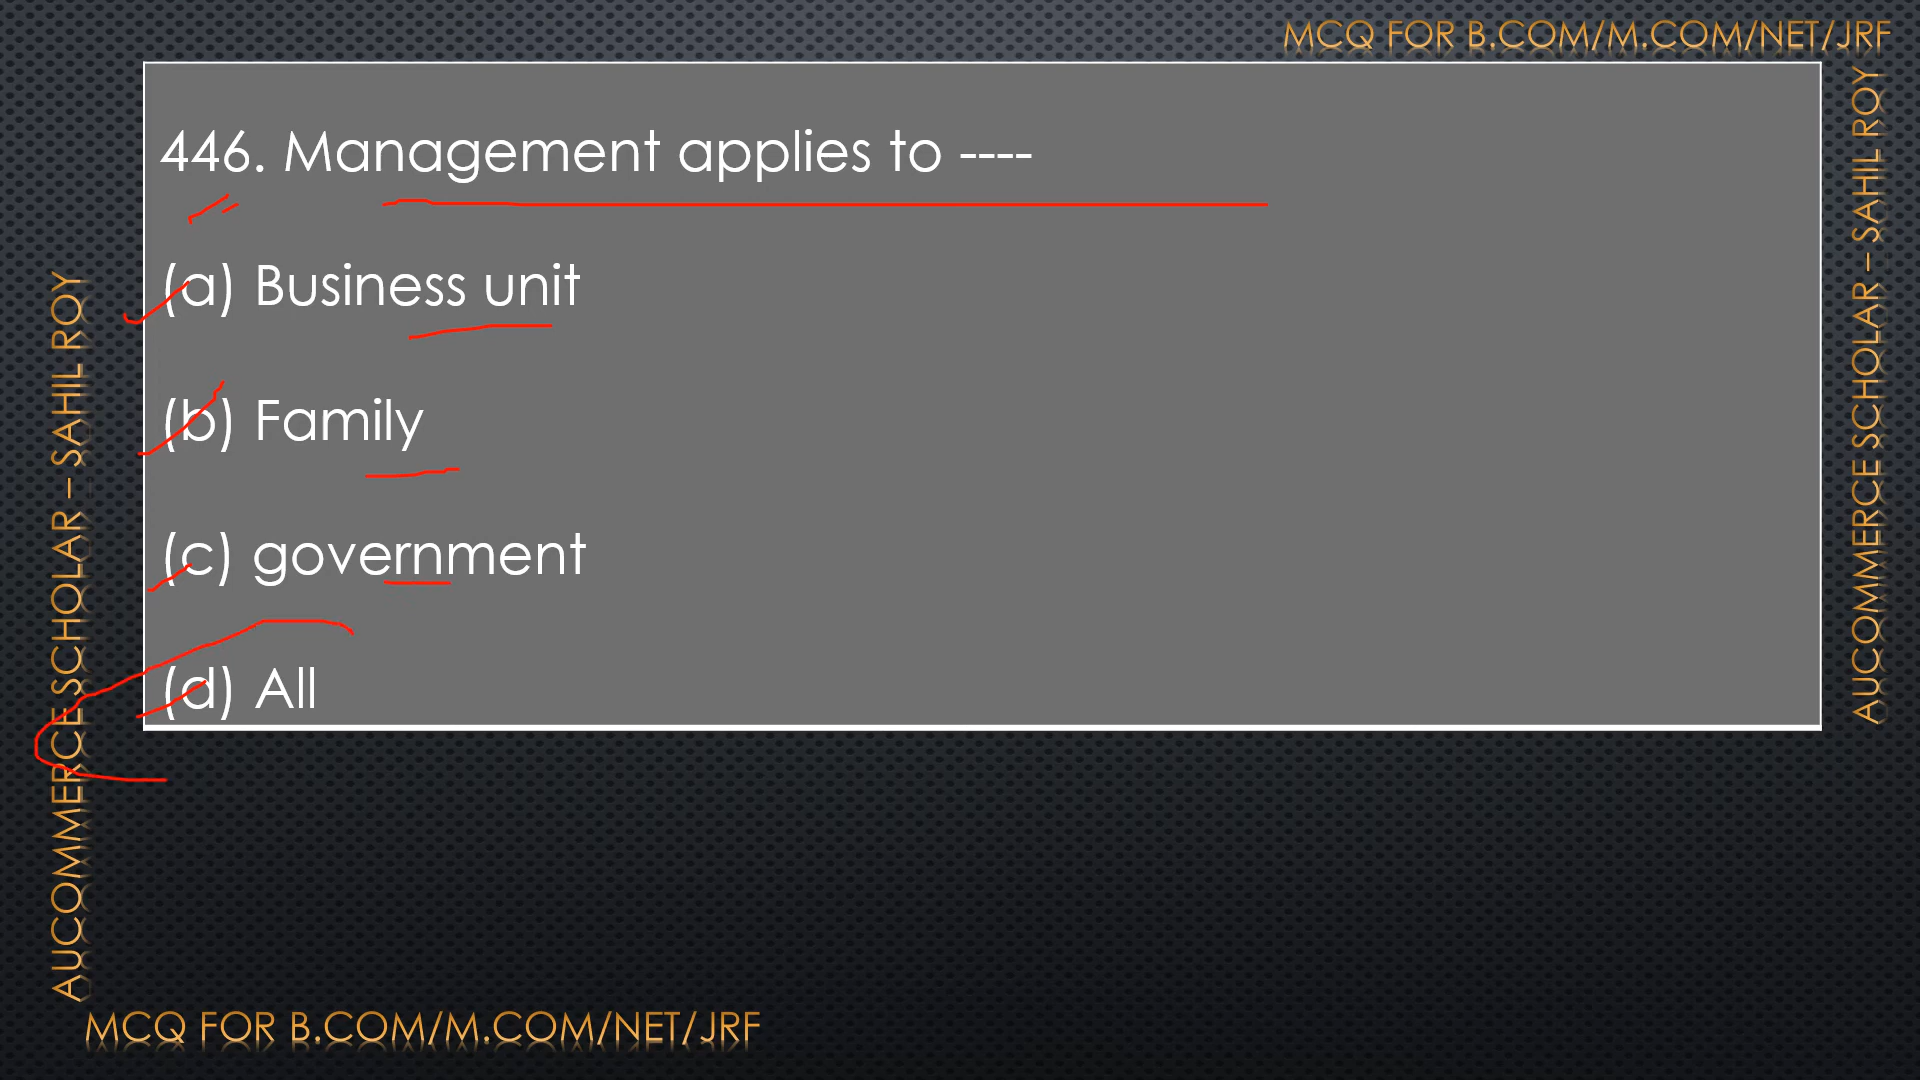 MCQ FOR B.COM/M.COM/NET/JRF
446. Management applies to ----
(a) Business unit
(b) Family
(c) government
(d) All
AUCOMMERCE SCHOLAR – SAHIL ROY
AUCOMMERCE SCHOLAR – SAHIL ROY
MCQ FOR B.COM/M.COM/NET/JRF